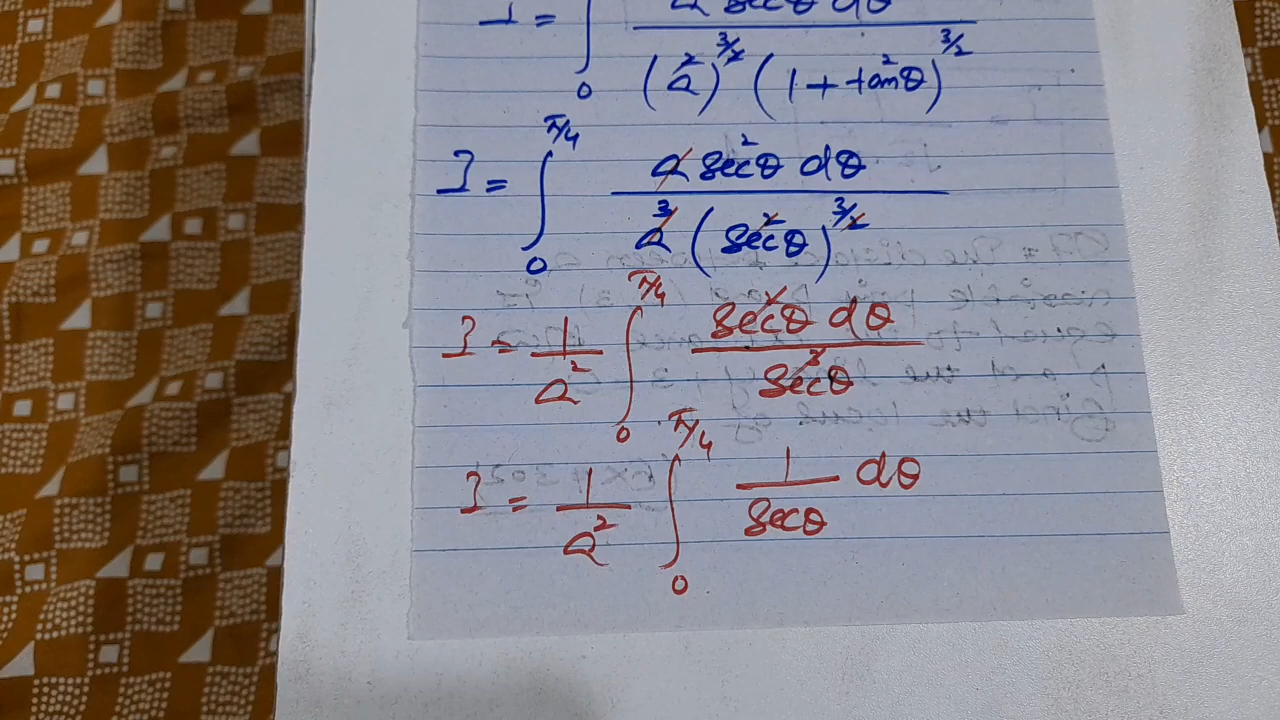 I = ∫₀ a sec²θ dθ / (a²)^3/2 (1 + tan²θ)^3/2
I = ∫₀^π/4 a sec²θ dθ / a³ (sec²θ)^3/2
I = 1/a² ∫₀^π/4 sec²θ dθ / sec³θ
I = 1/a² ∫₀^π/4 1/secθ dθ